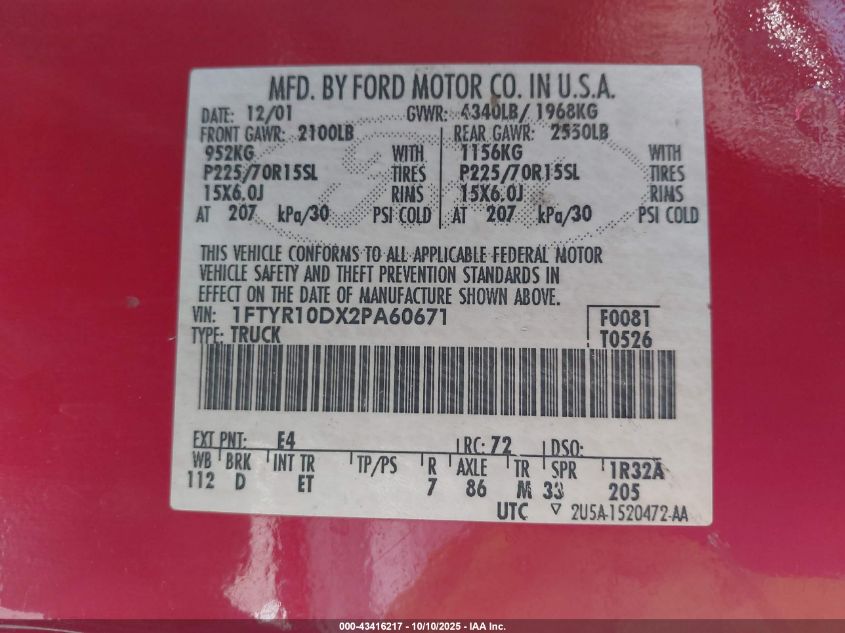 MFD. BY FORD MOTOR CO. IN U.S.A.
DATE: 12/01 GVWR: 4340LB/ 1968KG
FRONT GAWR: 2100LB REAR GAWR: 2550LB
952KG WITH 1156KG WITH
P225/70R15SL TIRES P225/70R15SL TIRES
15X6.0J RIMS 15X6.0J RIMS
AT 207 kPa/30 PSI COLD AT 207 kPa/30 PSI COLD
THIS VEHICLE CONFORMS TO ALL APPLICABLE FEDERAL MOTOR
VEHICLE SAFETY AND THEFT PREVENTION STANDARDS IN
EFFECT ON THE DATE OF MANUFACTURE SHOWN ABOVE.
VIN: 1FTYR10DX2PA60671 F0081
TYPE: TRUCK T0526
EXT PNT: E4 RC: 72 DSO:
WB BRK INT TR TP/PS R AXLE TR SPR 1R32A
112 D ET 7 86 M 33 205
UTC ▽ 2U5A-1520472-AA
000-43416217 - 10/10/2025 - IAA Inc.